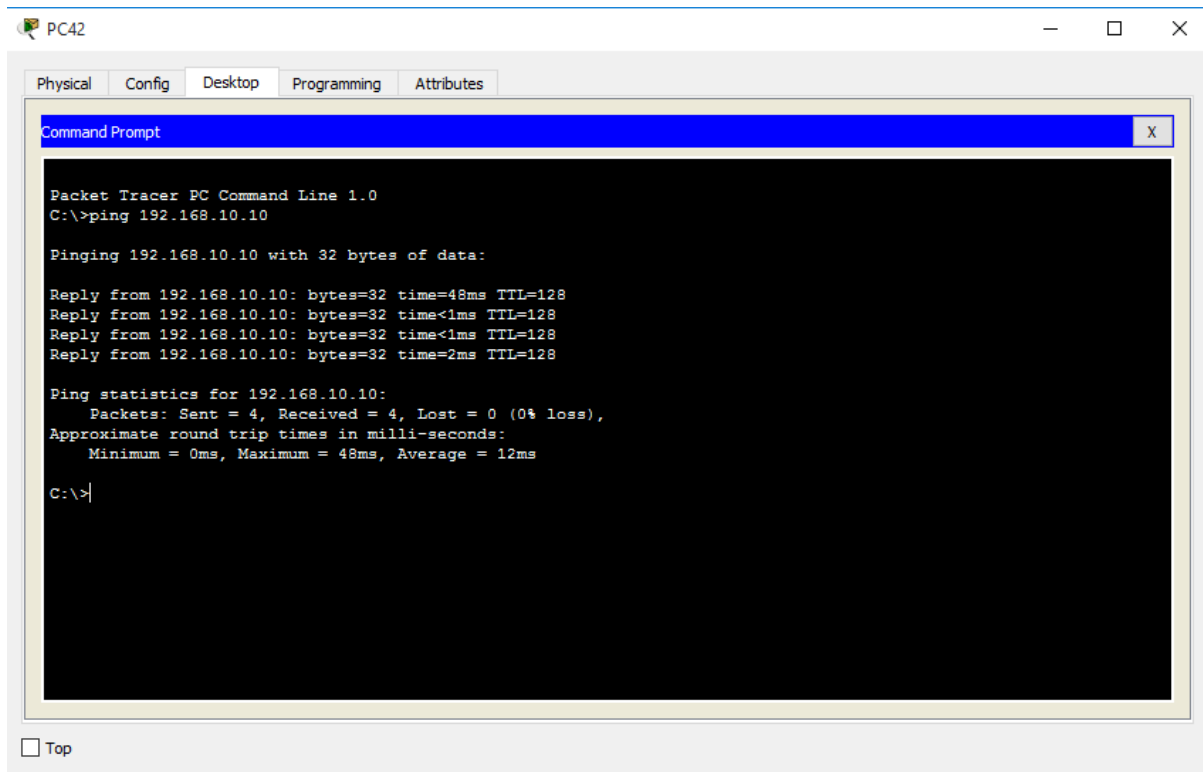 PC42
Physical Config Desktop Programming Attributes
Command Prompt X
Packet Tracer PC Command Line 1.0
C:\>ping 192.168.10.10
Pinging 192.168.10.10 with 32 bytes of data:
Reply from 192.168.10.10: bytes=32 time=48ms TTL=128
Reply from 192.168.10.10: bytes=32 time<1ms TTL=128
Reply from 192.168.10.10: bytes=32 time<1ms TTL=128
Reply from 192.168.10.10: bytes=32 time=2ms TTL=128
Ping statistics for 192.168.10.10:
    Packets: Sent = 4, Received = 4, Lost = 0 (0% loss),
Approximate round trip times in milli-seconds:
    Minimum = 0ms, Maximum = 48ms, Average = 12ms
C:\>
Top